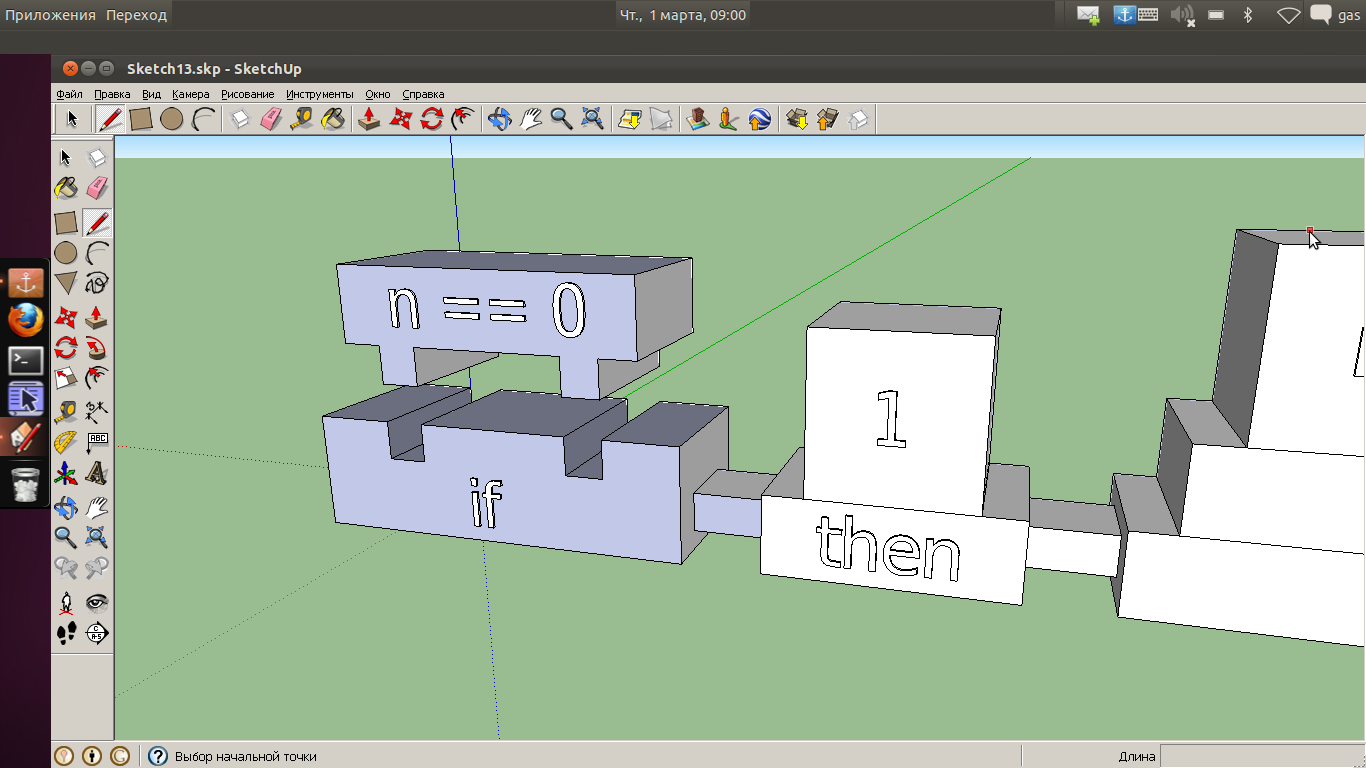 Приложения Переход
Чт., 1 марта, 09:00
gas
Sketch13.skp - SketchUp
Файл Правка Вид Камера Рисование Инструменты Окно Справка
ABC
n == 0
1
if
then
Выбор начальной точки
Длина